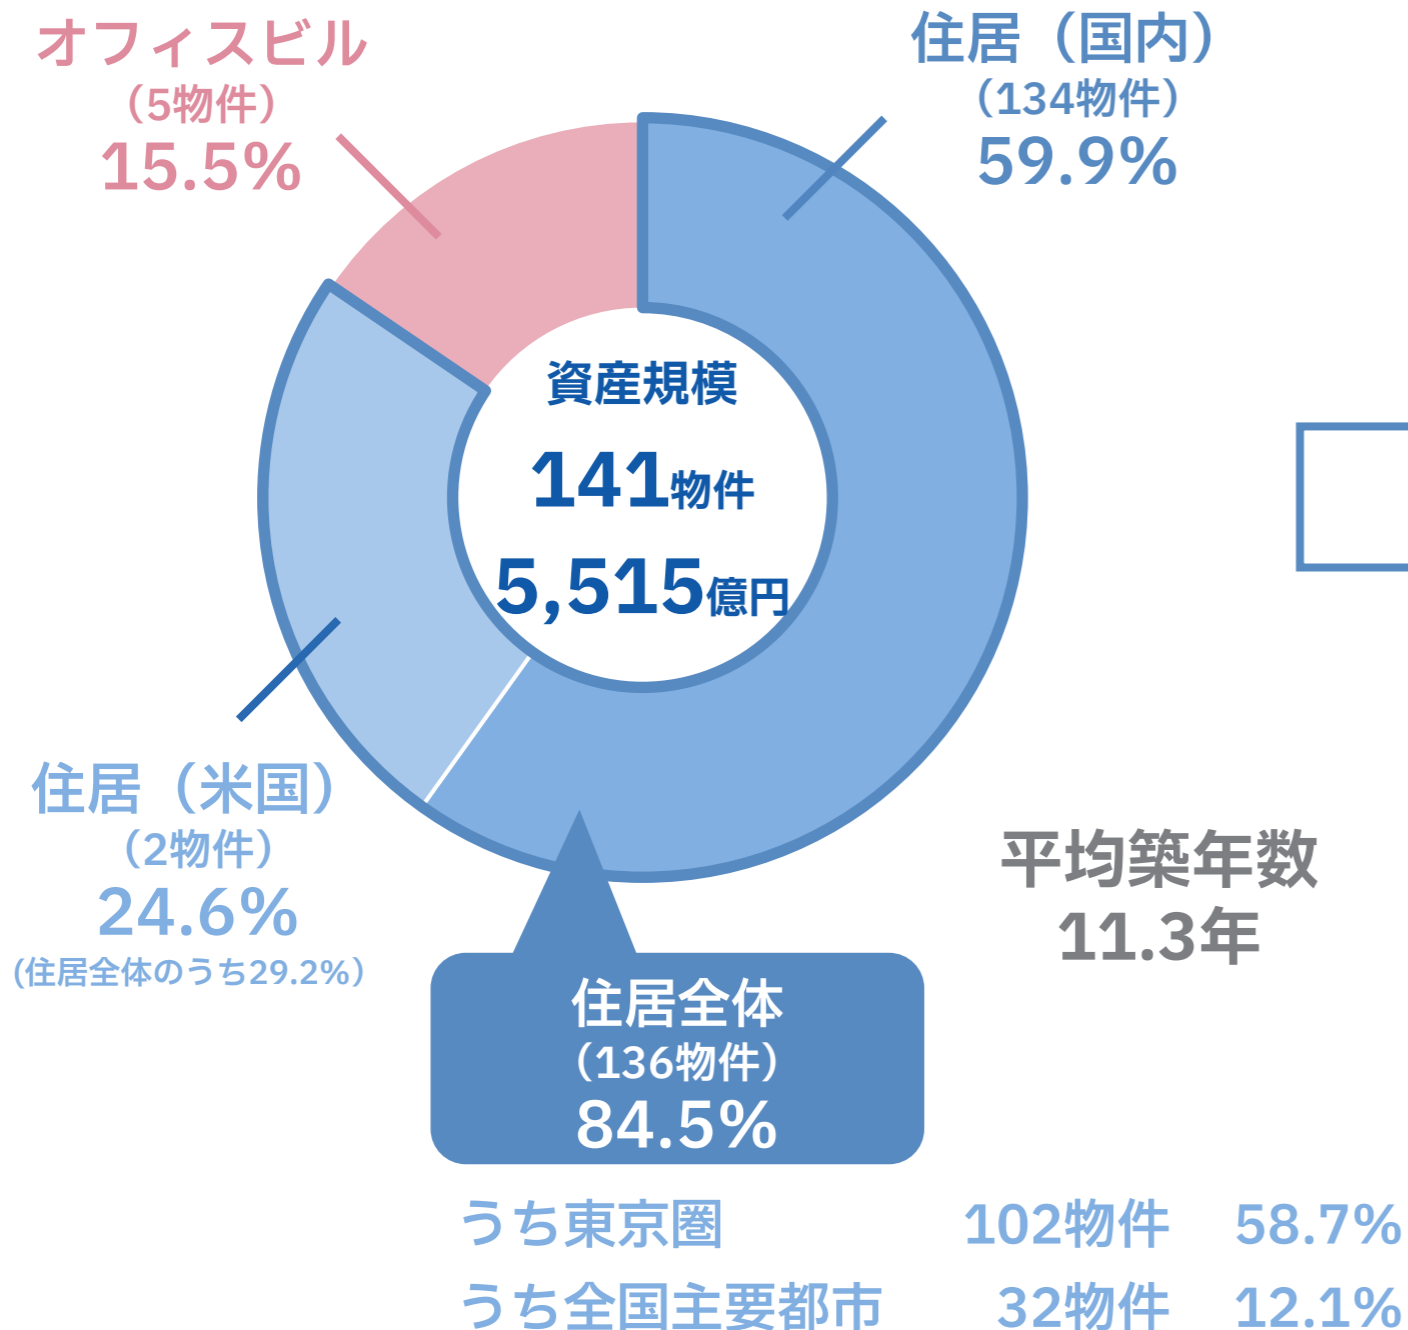 オフィスビル
（5物件）
15.5%
住居（国内）
（134物件）
59.9%
資産規模
141物件
5,515億円
住居（米国）
（2物件）
24.6%
(住居全体のうち29.2%）
平均築年数
11.3年
住居全体
（136物件）
84.5%
うち東京圏 102物件 58.7%
うち全国主要都市 32物件 12.1%